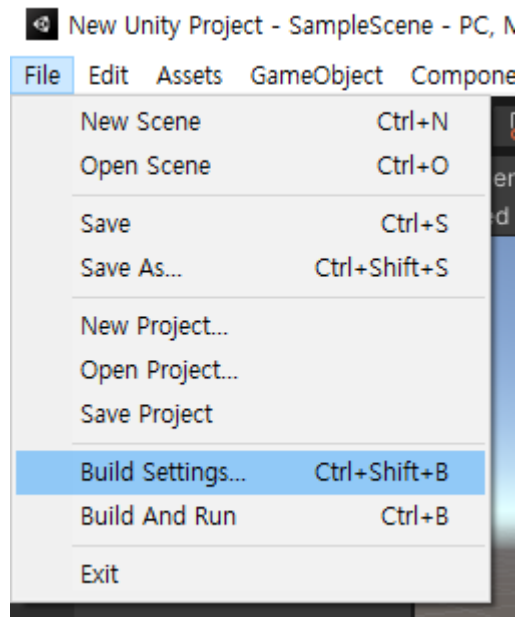 New Unity Project - SampleScene - PC,
File Edit Assets GameObject
New Scene Ctrl+N
Open Scene Ctrl+O
Save Ctrl+S
Save As... Ctrl+Shift+S
New Project...
Open Project...
Save Project
Build Settings... Ctrl+Shift+B
Build And Run Ctrl+B
Exit